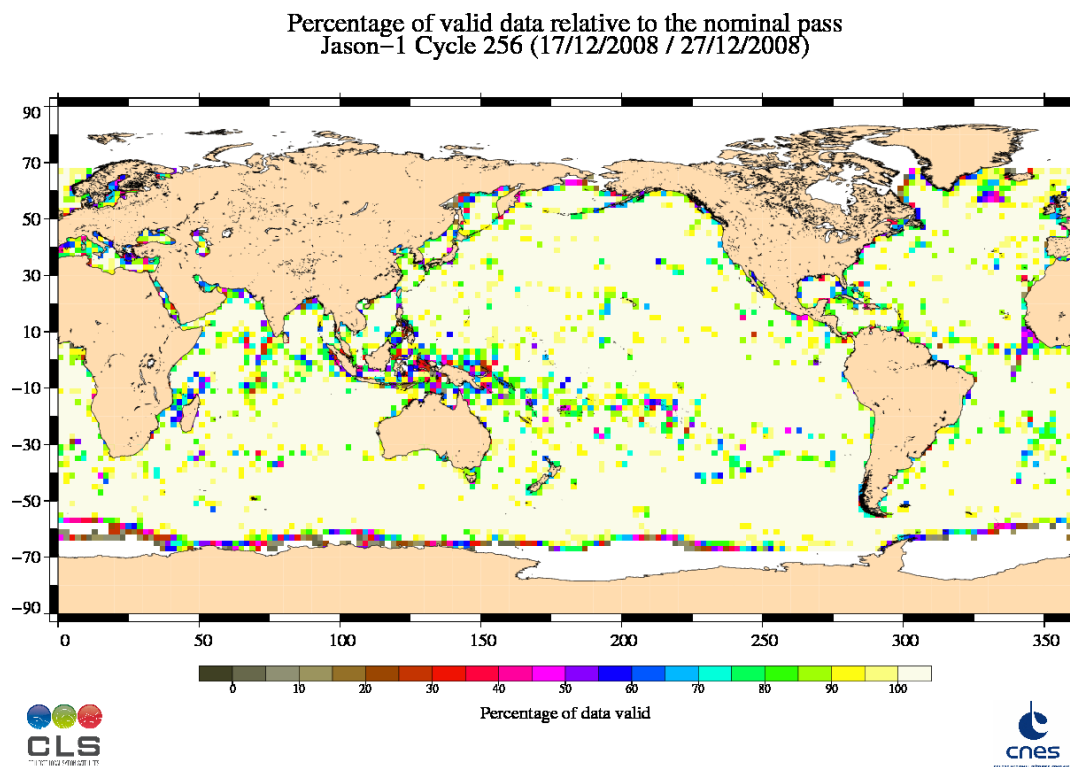 Percentage of valid data relative to the nominal pass
Jason-1 Cycle 256 (17/12/2008 / 27/12/2008)
90
70
50
30
10
-10
-30
-50
-70
-90
0 50 100 150 200 250 300 350
0 10 20 30 40 50 60 70 80 90 100
Percentage of data valid
CLS
cnes